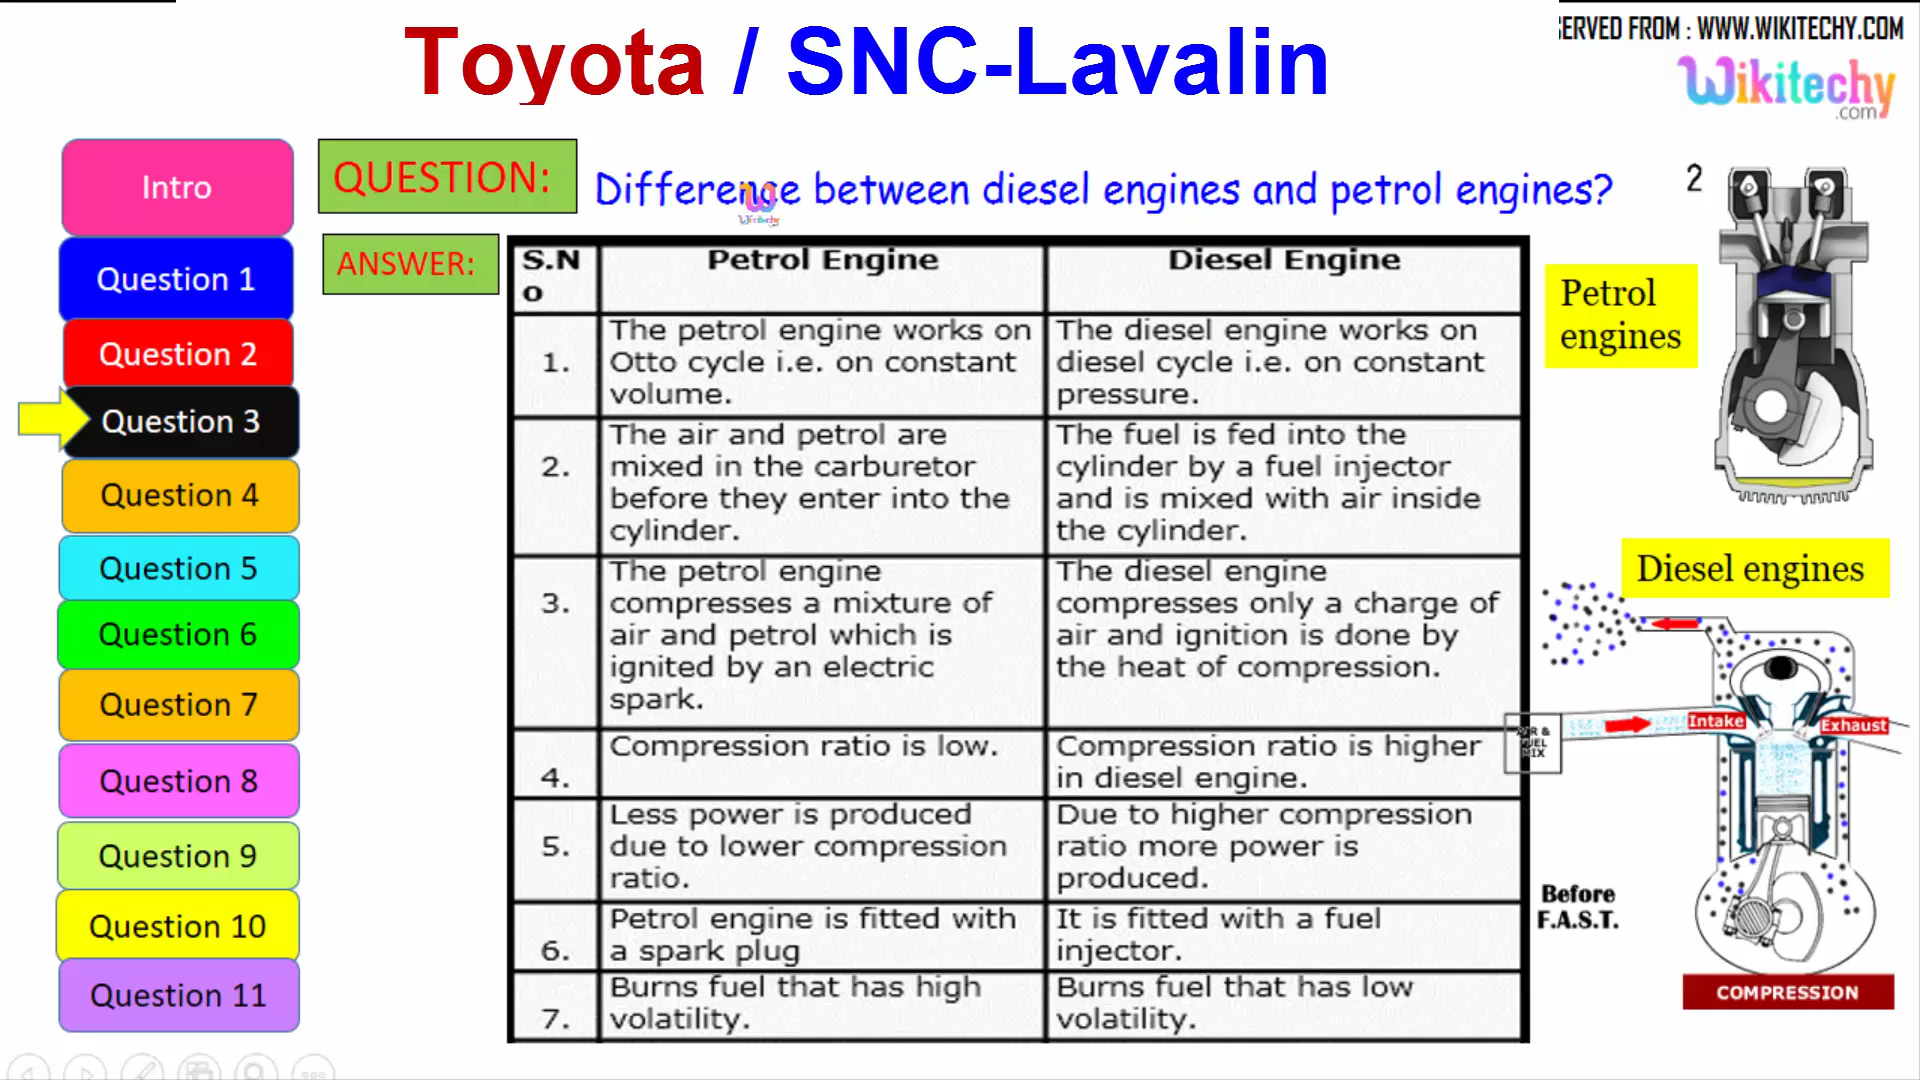 Toyota / SNC-Lavalin
SERVED FROM : WWW.WIKITECHY.COM
Wikitechy
.com
Intro
Question 1
Question 2
Question 3
Question 4
Question 5
Question 6
Question 7
Question 8
Question 9
Question 10
Question 11
QUESTION:
Difference between diesel engines and petrol engines?
Wikitechy
ANSWER:
S.N
o
Petrol Engine
Diesel Engine
1.
The petrol engine works on
Otto cycle i.e. on constant
volume.
The diesel engine works on
diesel cycle i.e. on constant
pressure.
2.
The air and petrol are
mixed in the carburetor
before they enter into the
cylinder.
The fuel is fed into the
cylinder by a fuel injector
and is mixed with air inside
the cylinder.
3.
The petrol engine
compresses a mixture of
air and petrol which is
ignited by an electric
spark.
The diesel engine
compresses only a charge of
air and ignition is done by
the heat of compression.
4.
Compression ratio is low.
Compression ratio is higher
in diesel engine.
5.
Less power is produced
due to lower compression
ratio.
Due to higher compression
ratio more power is
produced.
6.
Petrol engine is fitted with
a spark plug
It is fitted with a fuel
injector.
7.
Burns fuel that has high
volatility.
Burns fuel that has low
volatility.
2
Petrol
engines
Diesel engines
AIR &
FUEL
MIX
Intake
Exhaust
Before
F.A.S.T.
COMPRESSION